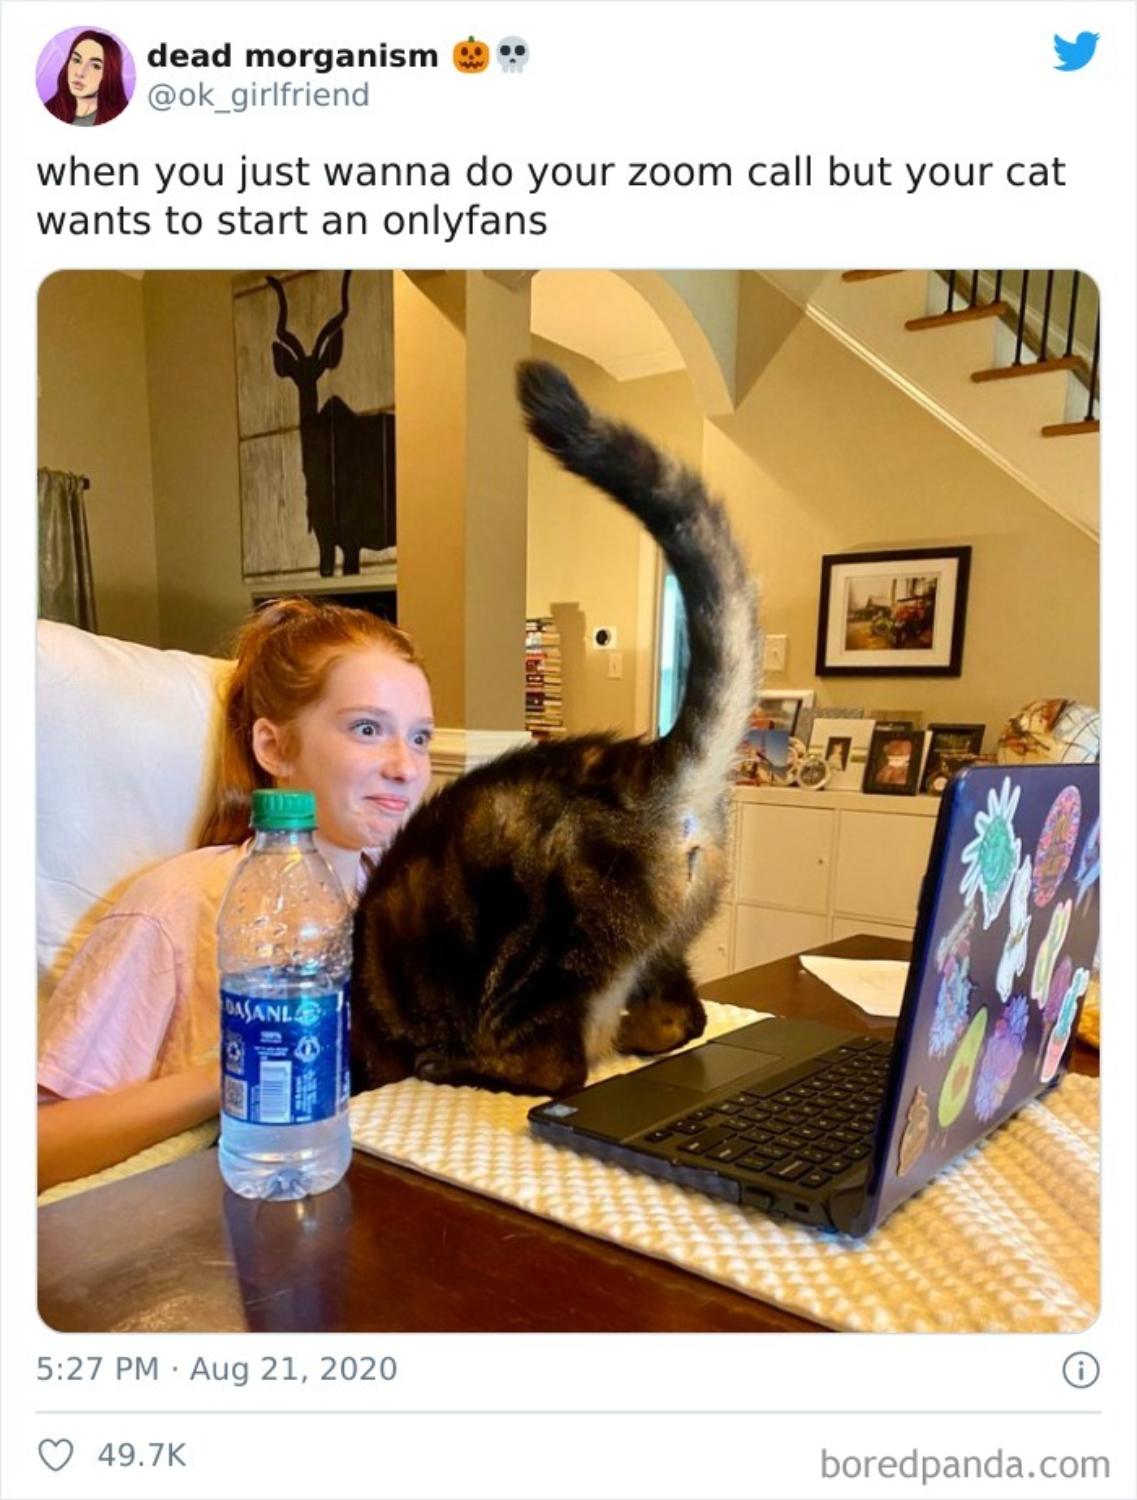 dead morganism 🎃💀
@ok_girlfriend
when you just wanna do your zoom call but your cat
wants to start an onlyfans
DASANI
5:27 PM · Aug 21, 2020
49.7K
boredpanda.com